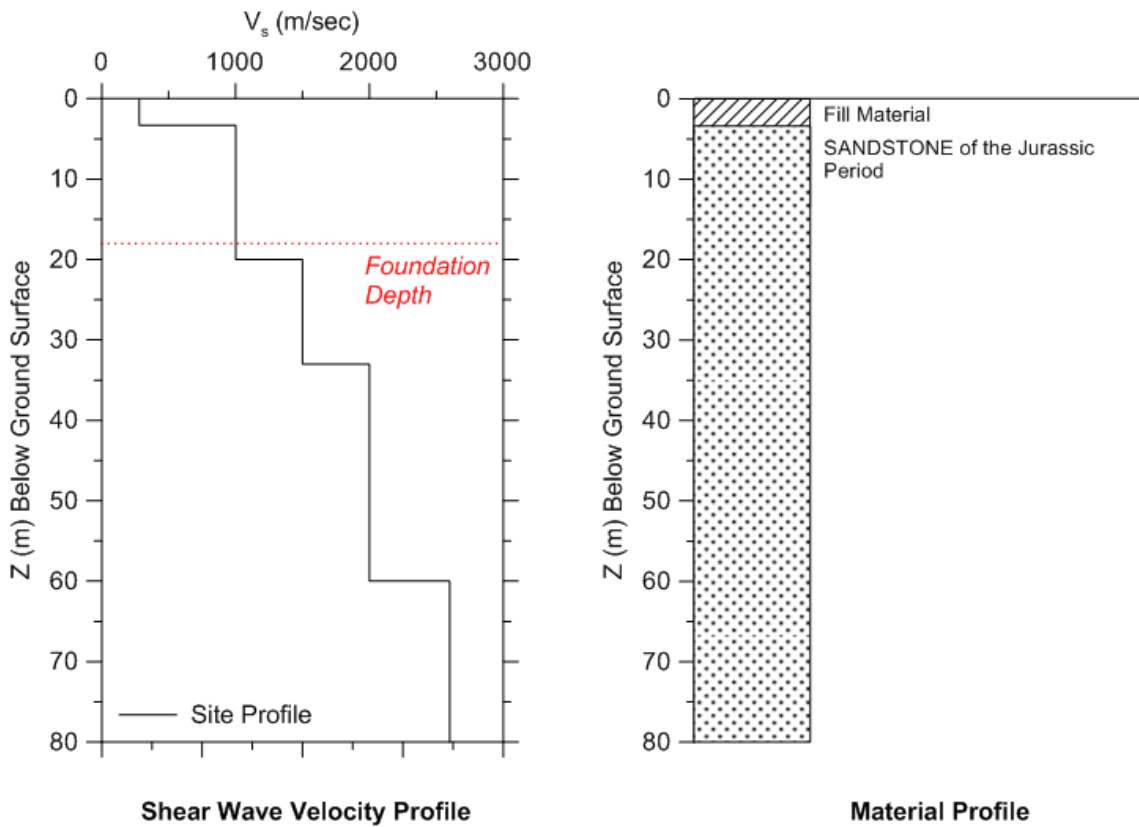 V_s (m/sec)
0 1000 2000 3000
0
10
20
30
40
50
60
70
80
Z (m) Below Ground Surface
Foundation
Depth
Site Profile
Shear Wave Velocity Profile
0
10
20
30
40
50
60
70
80
Z (m) Below Ground Surface
Fill Material
SANDSTONE of the Jurassic
Period
Material Profile